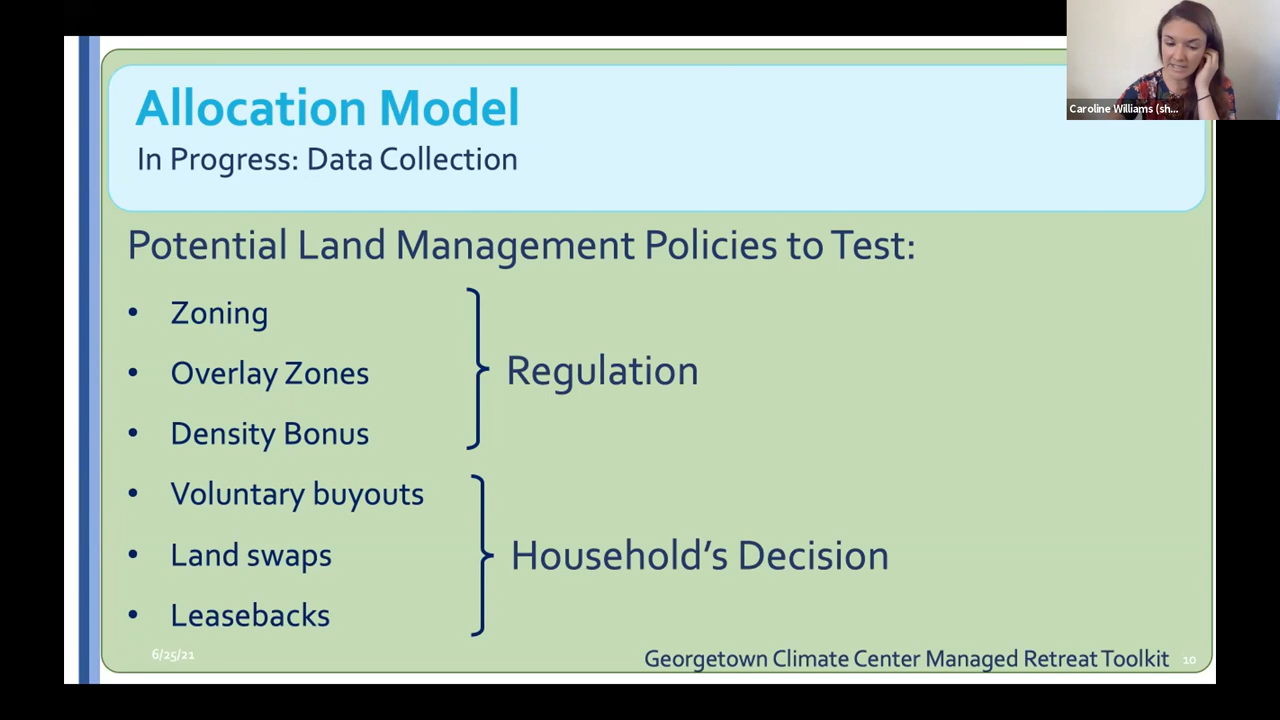 Allocation Model
In Progress: Data Collection
Caroline Williams (sh...
Potential Land Management Policies to Test:
• Zoning
• Overlay Zones
• Density Bonus
Regulation
• Voluntary buyouts
• Land swaps
• Leasebacks
Household’s Decision
6/25/21
Georgetown Climate Center Managed Retreat Toolkit
10